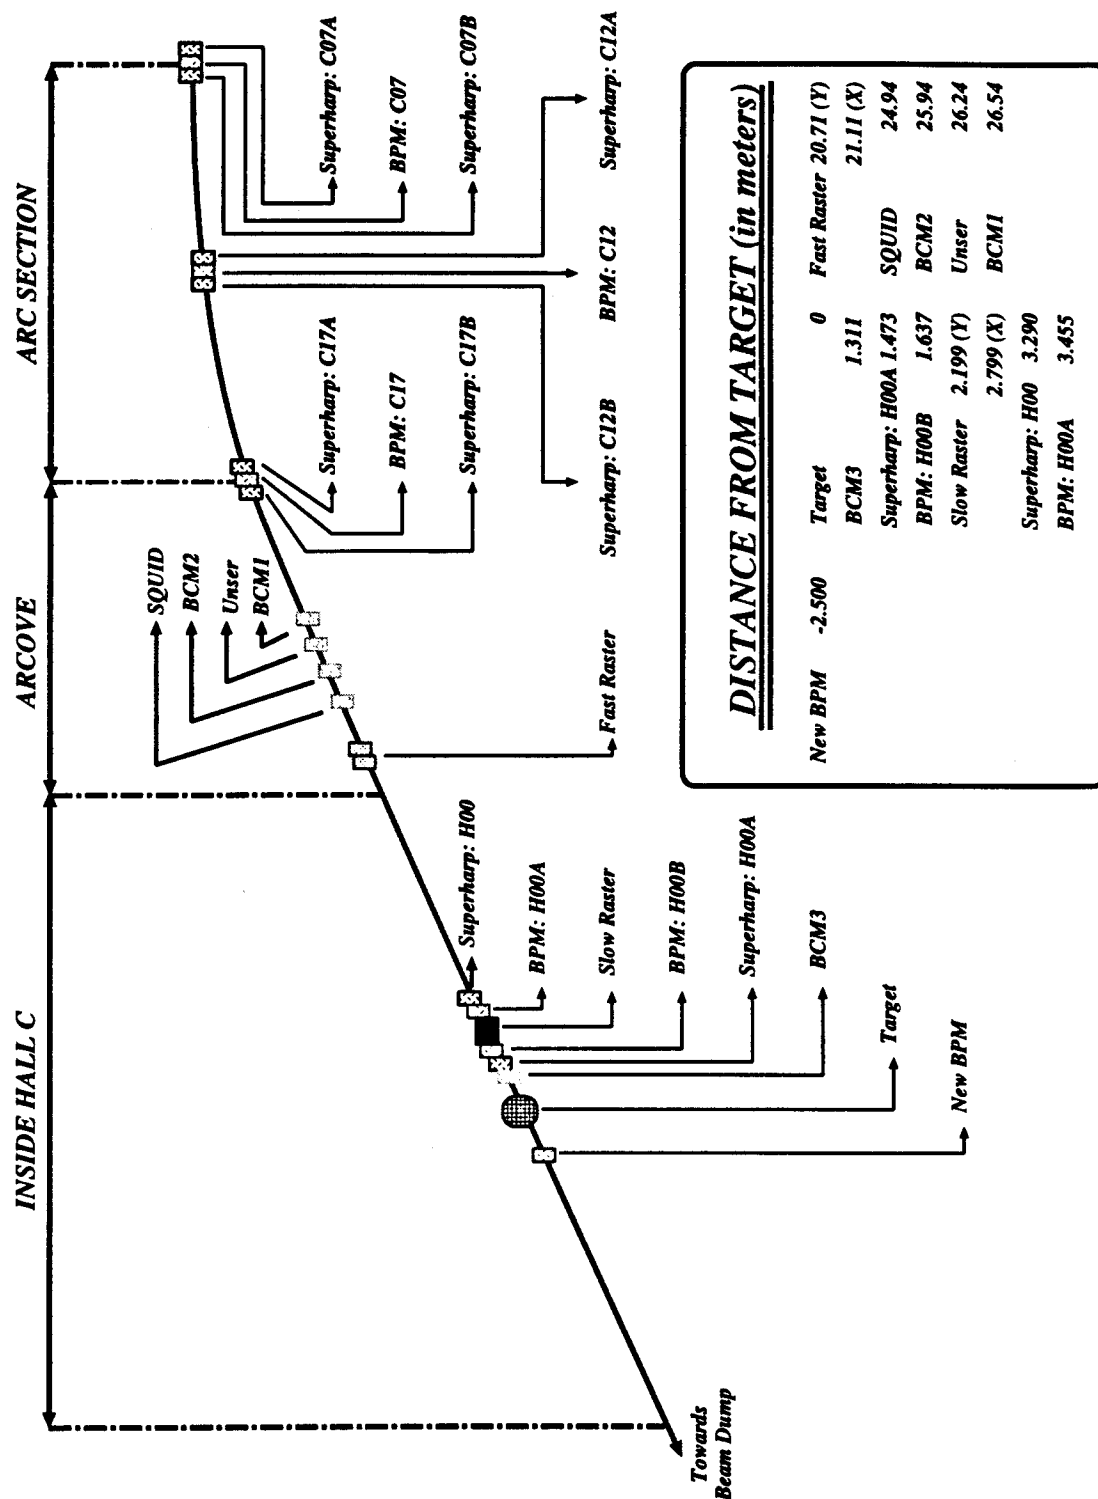 INSIDE HALL C
ARCOVE
ARC SECTION
SQUID
BCM2
Unser
BCM1
Superharp: C17A
BPM: C17
Superharp: C17B
Superharp: C07A
BPM: C07
Superharp: C07B
Superharp: C12B
BPM: C12
Superharp: C12A
Fast Raster
Superharp: H00
BPM: H00A
Slow Raster
BPM: H00B
Superharp: H00A
BCM3
Target
New BPM
Towards
Beam Dump
DISTANCE FROM TARGET (in meters)
New BPM -2.500 Target 0 Fast Raster 20.71 (Y)
BCM3 1.311 21.11 (X)
Superharp: H00A 1.473 SQUID 24.94
BPM: H00B 1.637 BCM2 25.94
Slow Raster 2.199 (Y) Unser 26.24
2.799 (X) BCM1 26.54
Superharp: H00 3.290
BPM: H00A 3.455